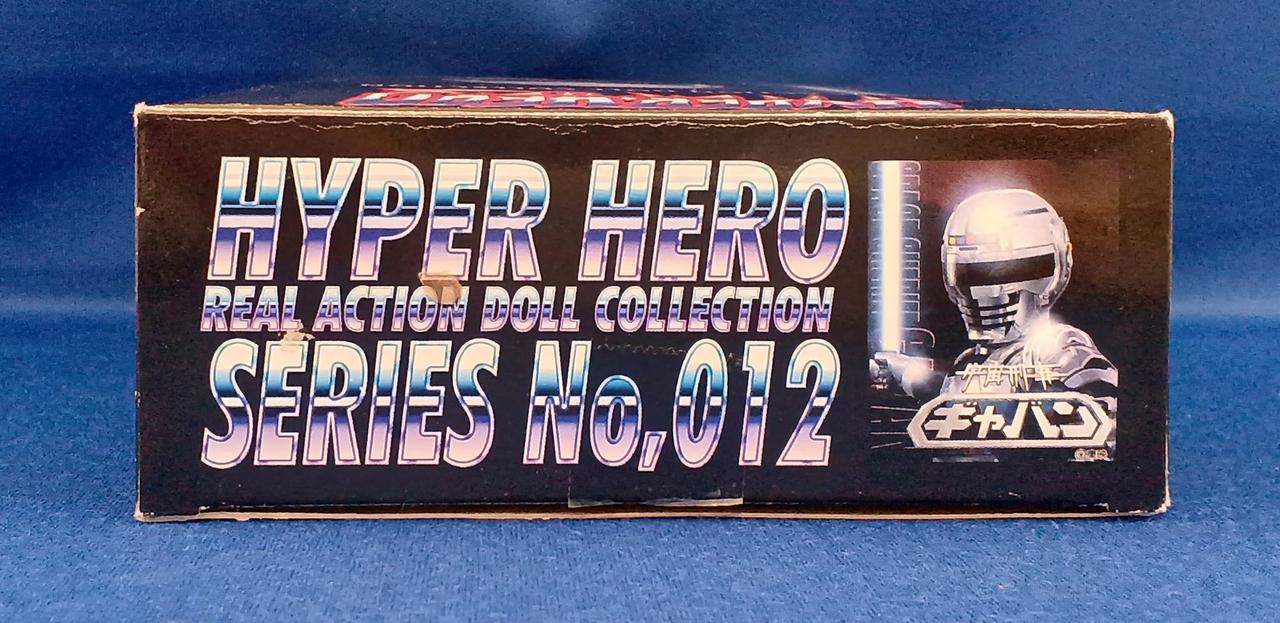 HYPER HERO
REAL ACTION DOLL COLLECTION
SERIES No,012
宇宙刑事
ギャバン